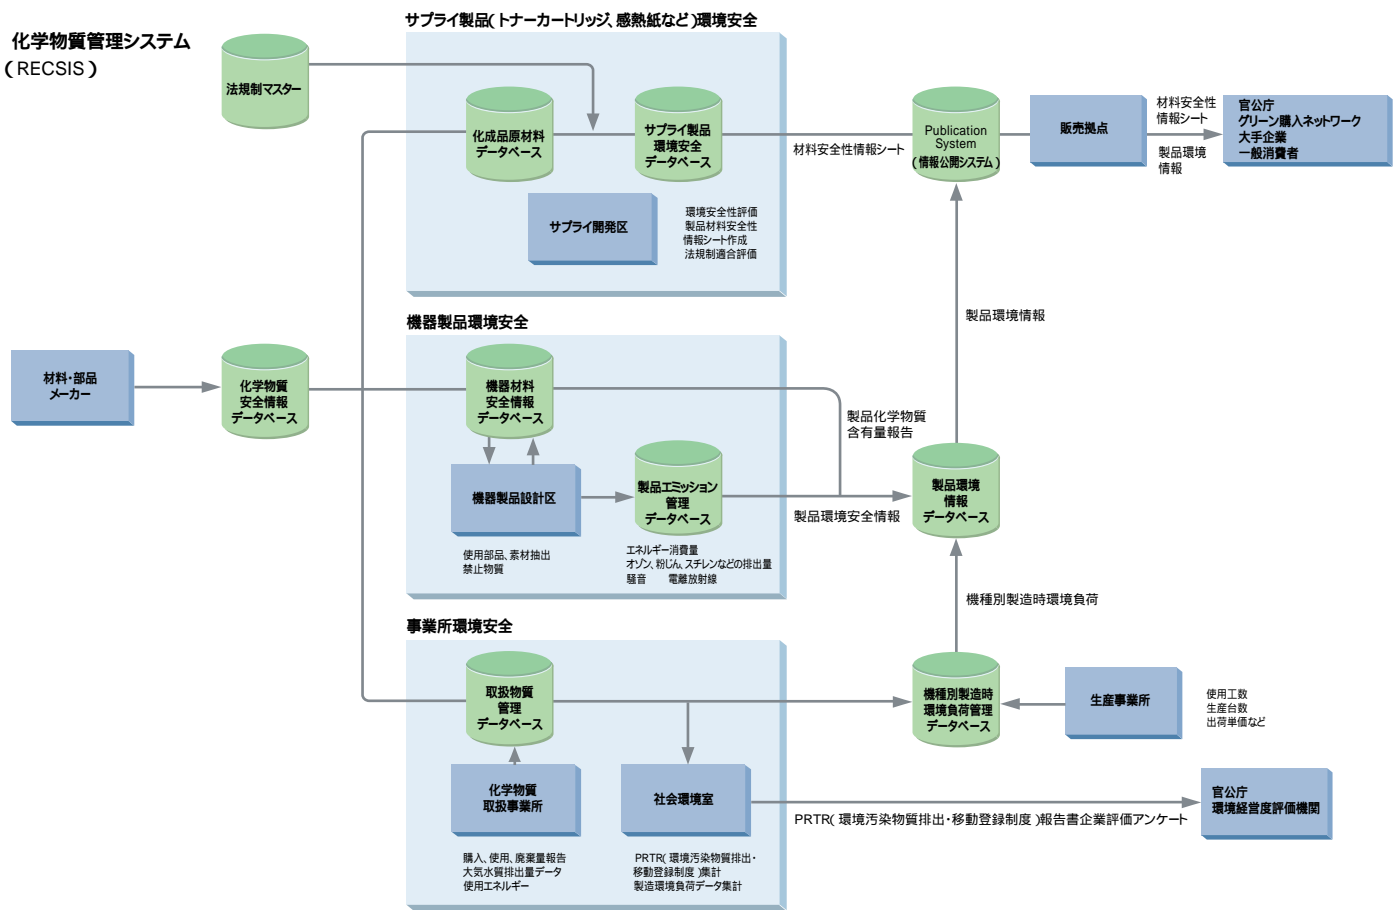 化学物質管理システム
(RECSIS)
法規制マスター
サプライ製品(トナーカートリッジ、感熱紙など)環境安全
化成品原材料
データベース
サプライ製品
環境安全
データベース
サプライ開発区
環境安全性評価
製品材料安全性
情報シート作成
法規制適合評価
材料安全性情報シート
Publication
System
(情報公開システム)
販売拠点
材料安全性
情報シート
製品環境
情報
官公庁
グリーン購入ネットワーク
大手企業
一般消費者
製品環境情報
材料・部品
メーカー
化学物質
安全情報
データベース
機器製品環境安全
機器材料
安全情報
データベース
機器製品設計区
使用部品、素材抽出
禁止物質
製品エミッション
管理
データベース
エネルギー消費量
オゾン、粉じん、スチレンなどの排出量
騒音 電離放射線
製品化学物質
含有量報告
製品環境安全情報
製品環境
情報
データベース
機種別製造時環境負荷
事業所環境安全
取扱物質
管理
データベース
化学物質
取扱事業所
購入、使用、廃棄量報告
大気水質排出量データ
使用エネルギー
社会環境室
PRTR(環境汚染物質排出・
移動登録制度)集計
製造環境負荷データ集計
機種別製造時
環境負荷管理
データベース
生産事業所
使用工数
生産台数
出荷単価など
PRTR(環境汚染物質排出・移動登録制度)報告書企業評価アンケート
官公庁
環境経営度評価機関